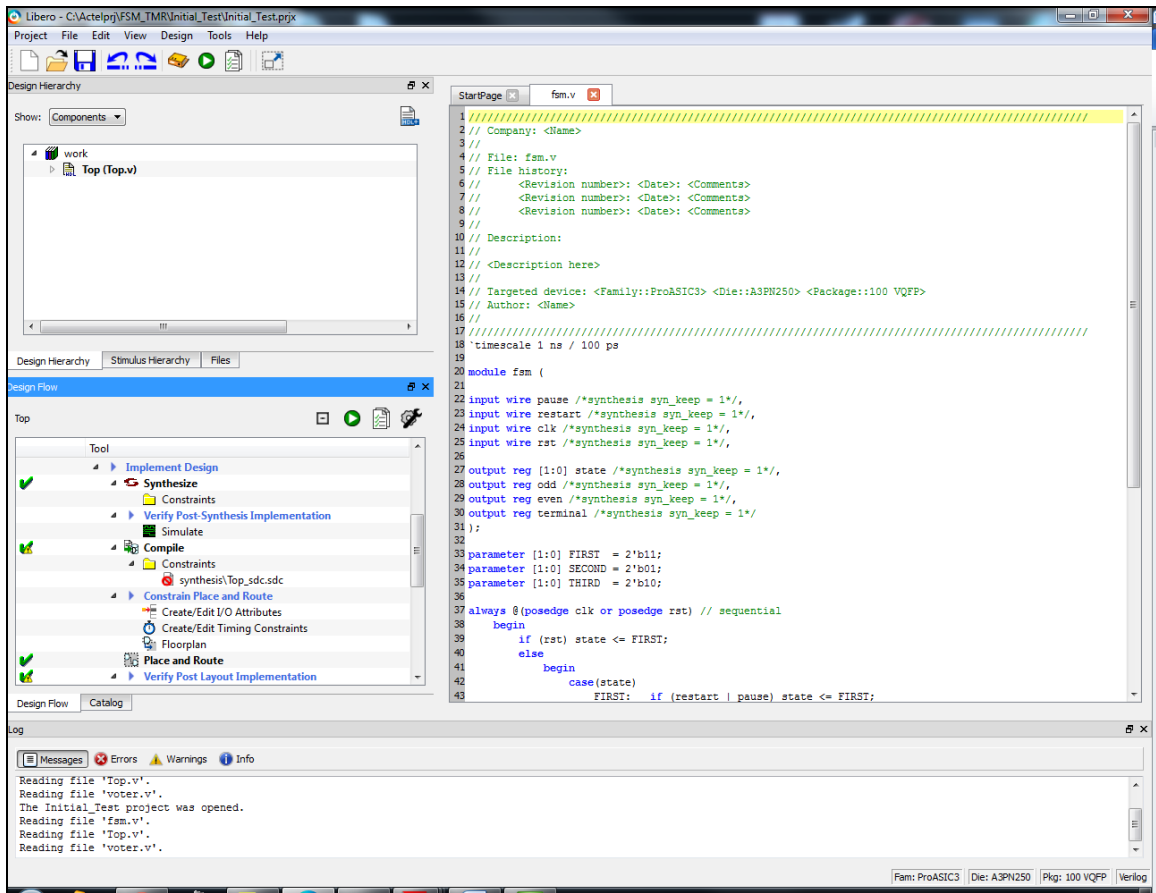 Libero - C:\Actelprj\FSM_TMR\Initial_Test\Initial_Test.prjx
Project File Edit View Design Tools Help
Design Hierarchy
Show: Components
work
Top (Top.v)
Design Hierarchy Stimulus Hierarchy Files
Design Flow
Top
Tool
Implement Design
Synthesize
Constraints
Verify Post-Synthesis Implementation
Simulate
Compile
Constraints
synthesis\Top_sdc.sdc
Constrain Place and Route
Create/Edit I/O Attributes
Create/Edit Timing Constraints
Floorplan
Place and Route
Verify Post Layout Implementation
Design Flow Catalog
StartPage fsm.v
1 ///////////////////////////////////////////////////////////////////////////////////////////////////
2 // Company: <Name>
3 //
4 // File: fsm.v
5 // File history:
6 //      <Revision number>: <Date>: <Comments>
7 //      <Revision number>: <Date>: <Comments>
8 //      <Revision number>: <Date>: <Comments>
9 //
10 // Description:
11 //
12 // <Description here>
13 //
14 // Targeted device: <Family::ProASIC3> <Die::A3PN250> <Package::100 VQFP>
15 // Author: <Name>
16 //
17 ///////////////////////////////////////////////////////////////////////////////////////////////////
18 `timescale 1 ns / 100 ps
19
20 module fsm (
21
22 input wire pause /*synthesis syn_keep = 1*/,
23 input wire restart /*synthesis syn_keep = 1*/,
24 input wire clk /*synthesis syn_keep = 1*/,
25 input wire rst /*synthesis syn_keep = 1*/,
26
27 output reg [1:0] state /*synthesis syn_keep = 1*/,
28 output reg odd /*synthesis syn_keep = 1*/,
29 output reg even /*synthesis syn_keep = 1*/,
30 output reg terminal /*synthesis syn_keep = 1*/
31 );
32
33 parameter [1:0] FIRST  = 2'b11;
34 parameter [1:0] SECOND = 2'b01;
35 parameter [1:0] THIRD  = 2'b10;
36
37 always @(posedge clk or posedge rst) // sequential
38     begin
39         if (rst) state <= FIRST;
40         else
41             begin
42                 case(state)
43                     FIRST:   if (restart | pause) state <= FIRST;
Log
Messages Errors Warnings Info
Reading file 'Top.v'.
Reading file 'voter.v'.
The Initial_Test project was opened.
Reading file 'fsm.v'.
Reading file 'Top.v'.
Reading file 'voter.v'.
Fam: ProASIC3 Die: A3PN250 Pkg: 100 VQFP Verilog